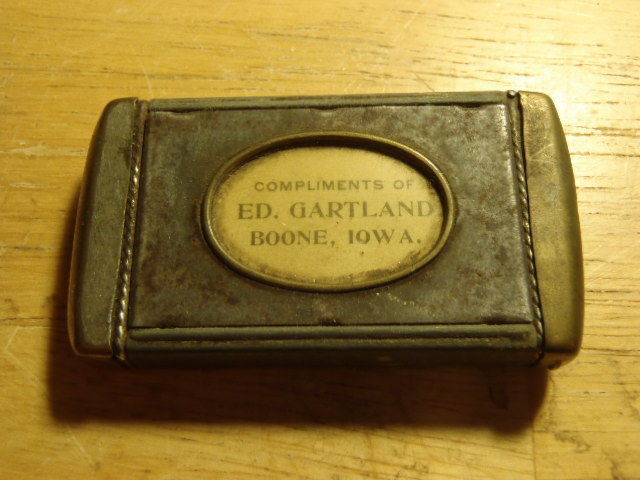 COMPLIMENTS OF
ED. GARTLAND
BOONE, IOWA.